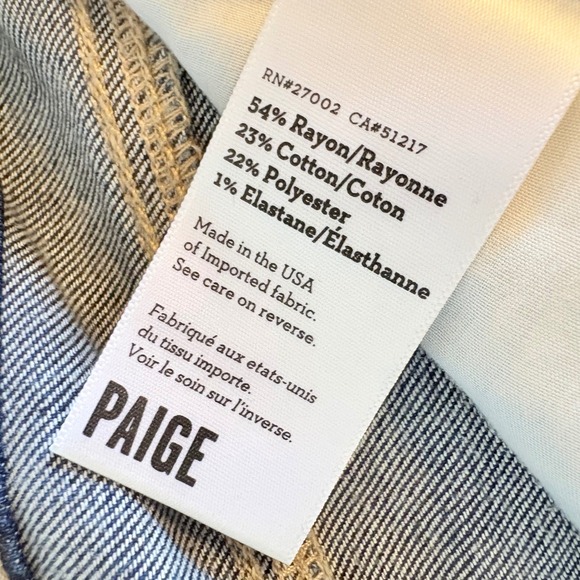 RN#27002 CA#51217
54% Rayon/Rayonne
23% Cotton/Coton
22% Polyester
1% Elastane/Élasthanne
Made in the USA
of Imported fabric.
See care on reverse.
Fabriqué aux etats-unis
du tissu importe.
Voir le soin sur l'inverse.
PAIGE